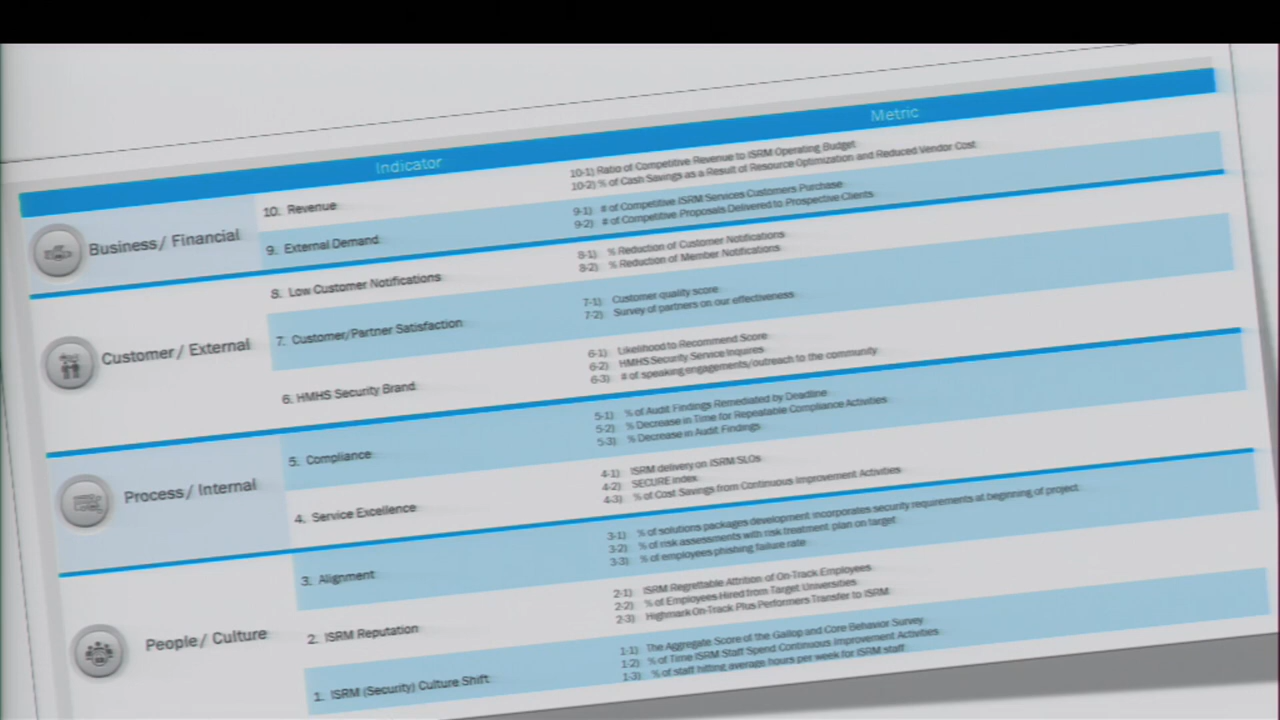 Indicator
Metric
Business / Financial
10. Revenue
10-1) Ratio of Competitive Revenue to ISRM Operating Budget
10-2) % of Cash Savings as a Result of Resource Optimization and Reduced Vendor Cost
9. External Demand
9-1) # of Competitive ISRM Services Customers Purchase
9-2) # of Competitive Proposals Delivered to Prospective Clients
Customer / External
8. Low Customer Notifications
8-1) % Reduction of Customer Notifications
8-2) % Reduction of Member Notifications
7. Customer/Partner Satisfaction
7-1) Customer quality score
7-2) Survey of partners on our effectiveness
6. HMHS Security Brand
6-1) Likelihood to Recommend Score
6-2) HMHS Security Service Inquires
6-3) # of speaking engagements/outreach to the community
Process / Internal
5. Compliance
5-1) % of Audit Findings Remediated by Deadline
5-2) % Decrease in Time for Repeatable Compliance Activities
5-3) % Decrease in Audit Findings
4. Service Excellence
4-1) ISRM delivery on ISRM SLOs
4-2) SECURE index
4-3) % of Cost Savings from Continuous Improvement Activities
People / Culture
3. Alignment
3-1) % of solutions packages development incorporates security requirements at beginning of project
3-2) % of risk assessments with risk treatment plan on target
3-3) % of employees phishing failure rate
2. ISRM Reputation
2-1) ISRM Regrettable Attrition of On-Track Employees
2-2) % of Employees Hired from Target Universities
2-3) Highmark On-Track Plus Performers Transfer to ISRM
1. ISRM (Security) Culture Shift
1-1) The Aggregate Score of the Gallop and Core Behavior Survey
1-2) % of Time ISRM Staff Spend Continuous Improvement Activities
1-3) % of staff hitting average hours per week for ISRM staff